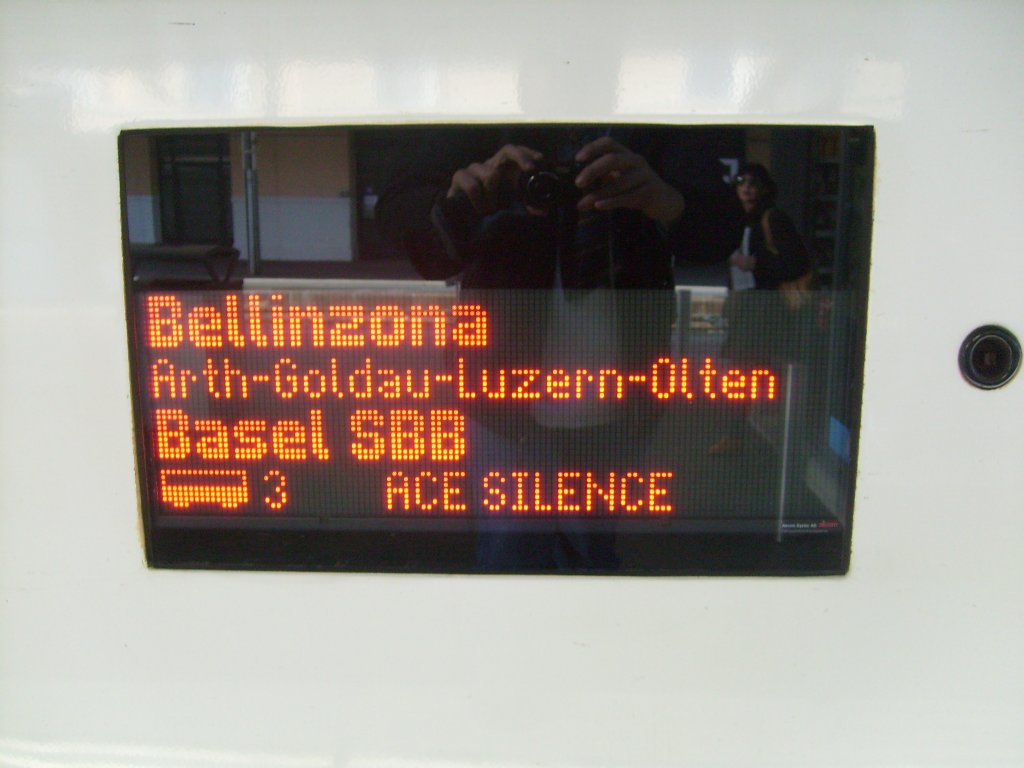 Bellinzona
Arth-Goldau-Luzern-Olten
Basel SBB
3 ACE SILENCE